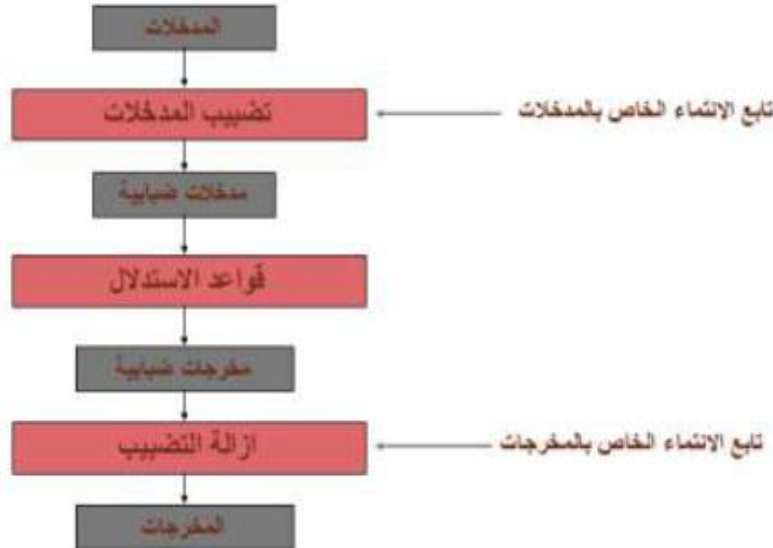 المدخلات
تضبيب المدخلات
تابع الانتماء الخاص بالمدخلات
مدخلات ضبابية
قواعد الاستدلال
مخرجات ضبابية
ازالة التضبيب
تابع الانتماء الخاص بالمخرجات
المخرجات